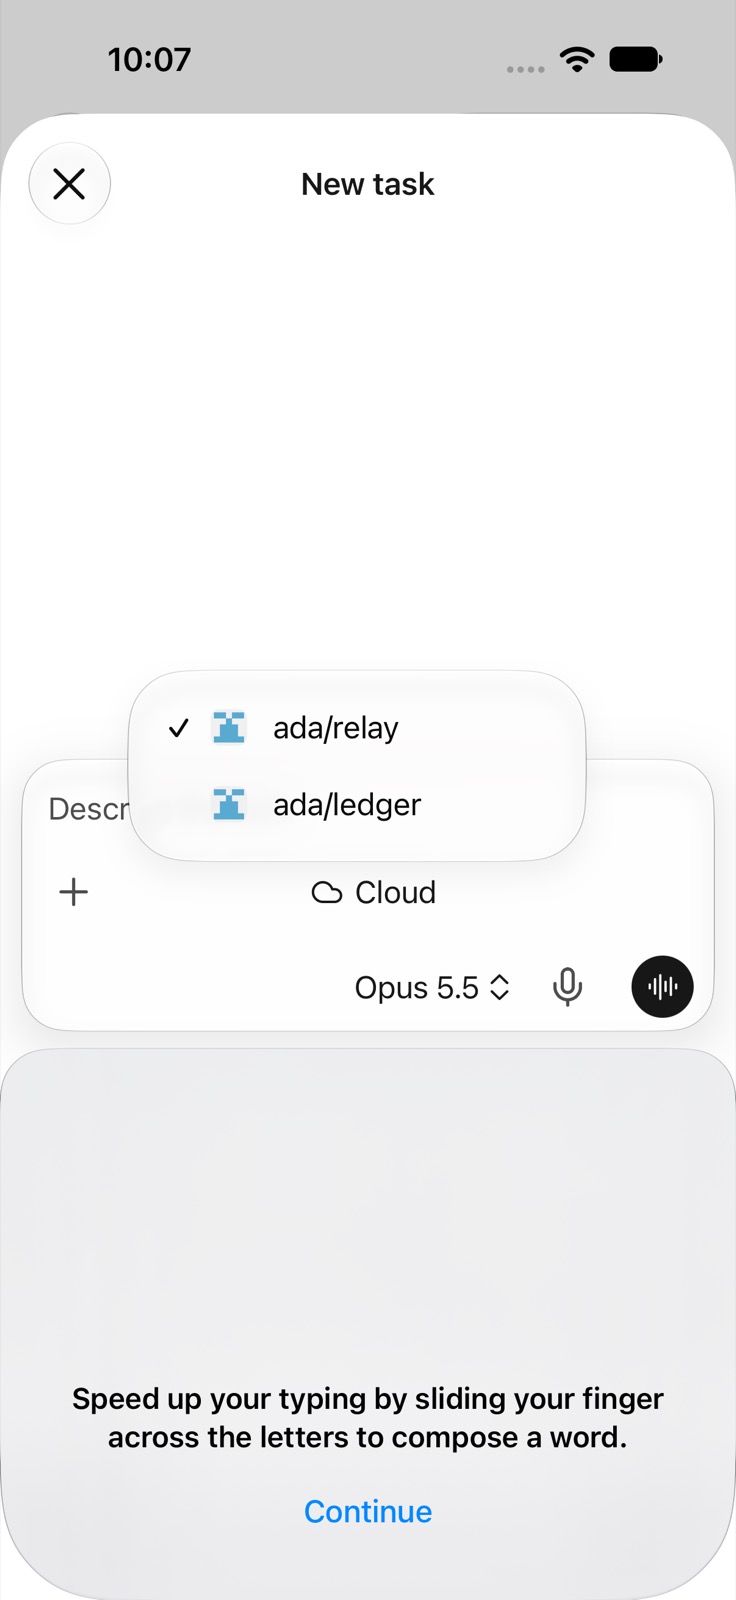 10:07
New task
ada/relay
ada/ledger
Descr
Cloud
Opus 5.5
Speed up your typing by sliding your finger
across the letters to compose a word.
Continue